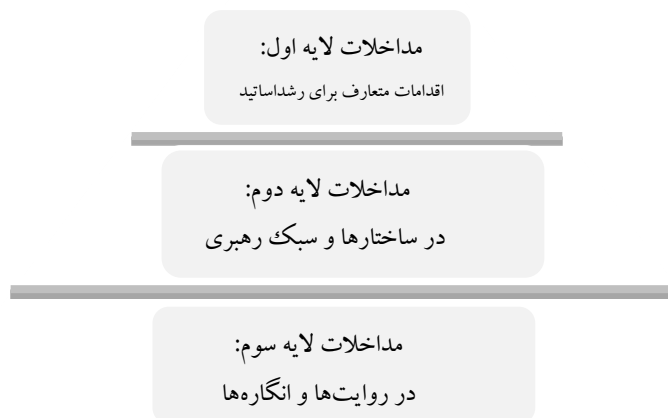 مداخلات لایه اول:
اقدامات متعارف برای رشداساتید
مداخلات لایه دوم:
در ساختارها و سبک رهبری
مداخلات لایه سوم:
در روایت‌ها و انگاره‌ها